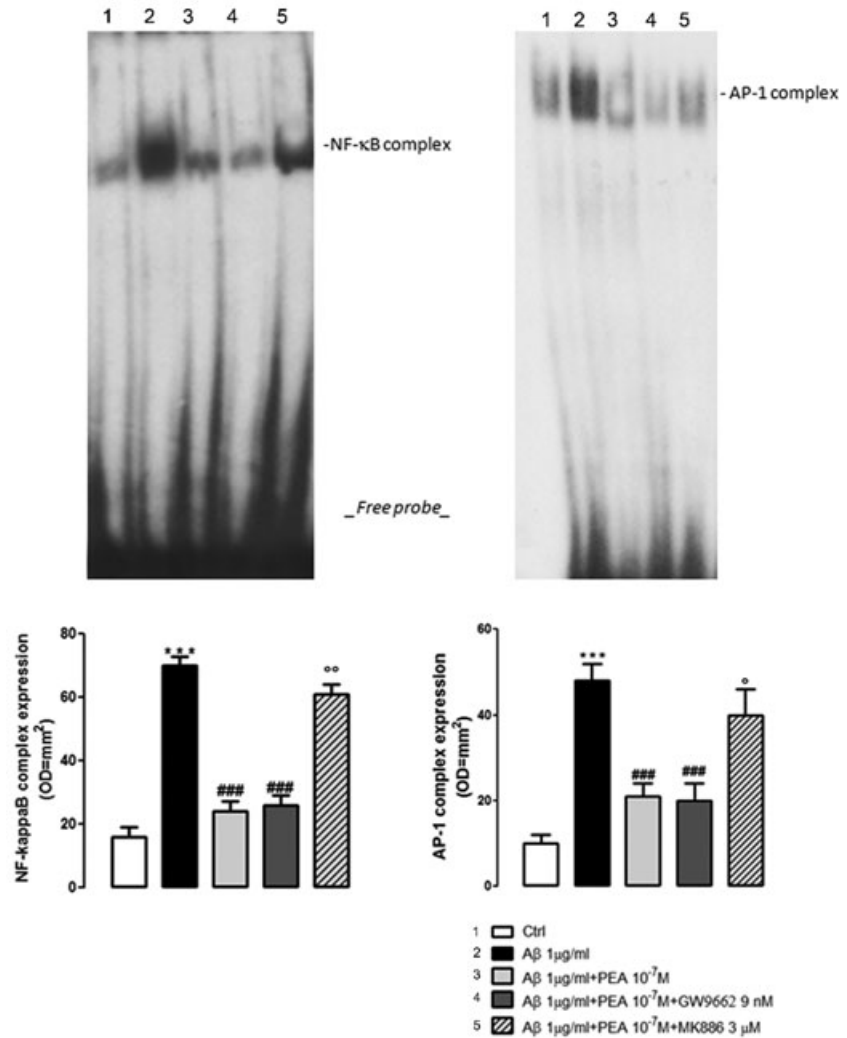 1 2 3 4 5
1 2 3 4 5
-NF-κB complex
- AP-1 complex
_Free probe_
NF-kappaB complex expression
(OD=mm²)
80
60
40
20
0
***
###
###
°°
AP-1 complex expression
(OD=mm²)
60
40
20
0
***
###
###
°
1 Ctrl
2 Aβ 1μg/ml
3 Aβ 1μg/ml+PEA 10⁻⁷M
4 Aβ 1μg/ml+PEA 10⁻⁷M+GW9662 9 nM
5 Aβ 1μg/ml+PEA 10⁻⁷M+MK886 3 μM